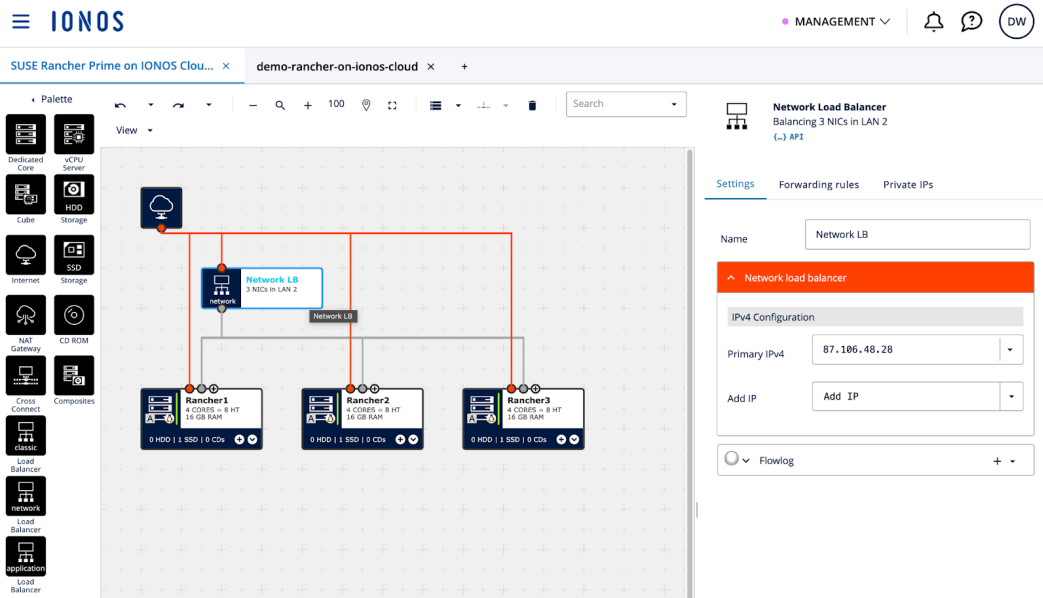 IONOS
MANAGEMENT
DW
SUSE Rancher Prime on IONOS Clou... ×
demo-rancher-on-ionos-cloud ×
+
Palette
100
Search
View
Dedicated Core
vCPU Server
Cube
HDD
Storage
Internet
SSD
Storage
NAT Gateway
CD ROM
Cross Connect
Composites
classic
Load Balancer
network
Load Balancer
application
Load Balancer
network
Network LB
3 NICs in LAN 2
Network LB
Rancher1
4 CORES = 8 HT
16 GB RAM
A
0 HDD | 1 SSD | 0 CDs
Rancher2
4 CORES = 8 HT
16 GB RAM
A
0 HDD | 1 SSD | 0 CDs
Rancher3
4 CORES = 8 HT
16 GB RAM
A
0 HDD | 1 SSD | 0 CDs
Network Load Balancer
Balancing 3 NICs in LAN 2
{...} API
Settings
Forwarding rules
Private IPs
Name
Network LB
Network load balancer
IPv4 Configuration
Primary IPv4
87.106.48.28
Add IP
Add IP
Flowlog
+